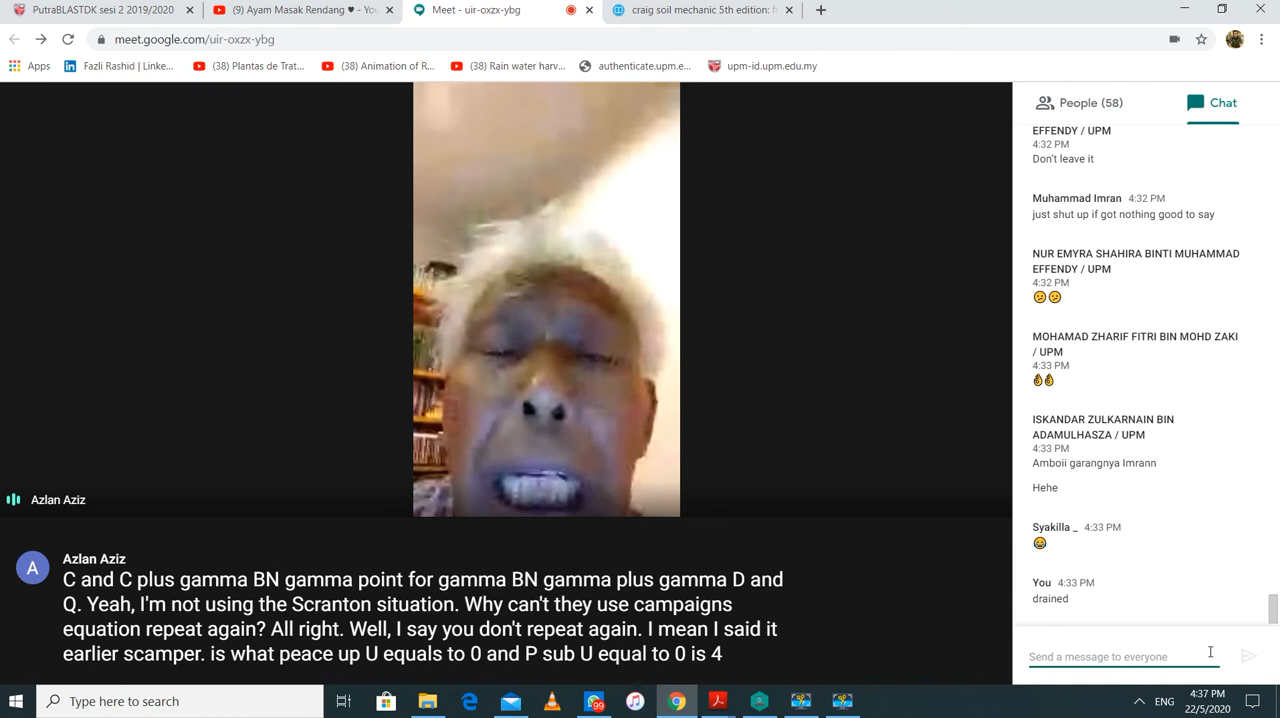 PutraBLASTDK sesi 2 2019/2020
(9) Ayam Masak Rendang ♥ - You
Meet - uir-oxzx-ybg
craig soil mechanic 5th edition: f
meet.google.com/uir-oxzx-ybg
Apps
Fazli Rashid | Linke...
(38) Plantas de Trat...
(38) Animation of R...
(38) Rain water harv...
authenticate.upm.e...
upm-id.upm.edu.my
People (58)
Chat
EFFENDY / UPM
4:32 PM
Don't leave it
Muhammad Imran 4:32 PM
just shut up if got nothing good to say
NUR EMYRA SHAHIRA BINTI MUHAMMAD
EFFENDY / UPM
4:32 PM
MOHAMAD ZHARIF FITRI BIN MOHD ZAKI
/ UPM
4:33 PM
ISKANDAR ZULKARNAIN BIN
ADAMULHASZA / UPM
4:33 PM
Amboii garangnya Imrann
Hehe
Syakilla _ 4:33 PM
You 4:33 PM
drained
Send a message to everyone
Azlan Aziz
A
Azlan Aziz
C and C plus gamma BN gamma point for gamma BN gamma plus gamma D and
Q. Yeah, I'm not using the Scranton situation. Why can't they use campaigns
equation repeat again? All right. Well, I say you don't repeat again. I mean I said it
earlier scamper. is what peace up U equals to 0 and P sub U equal to 0 is 4
Type here to search
99
ENG
4:37 PM
22/5/2020